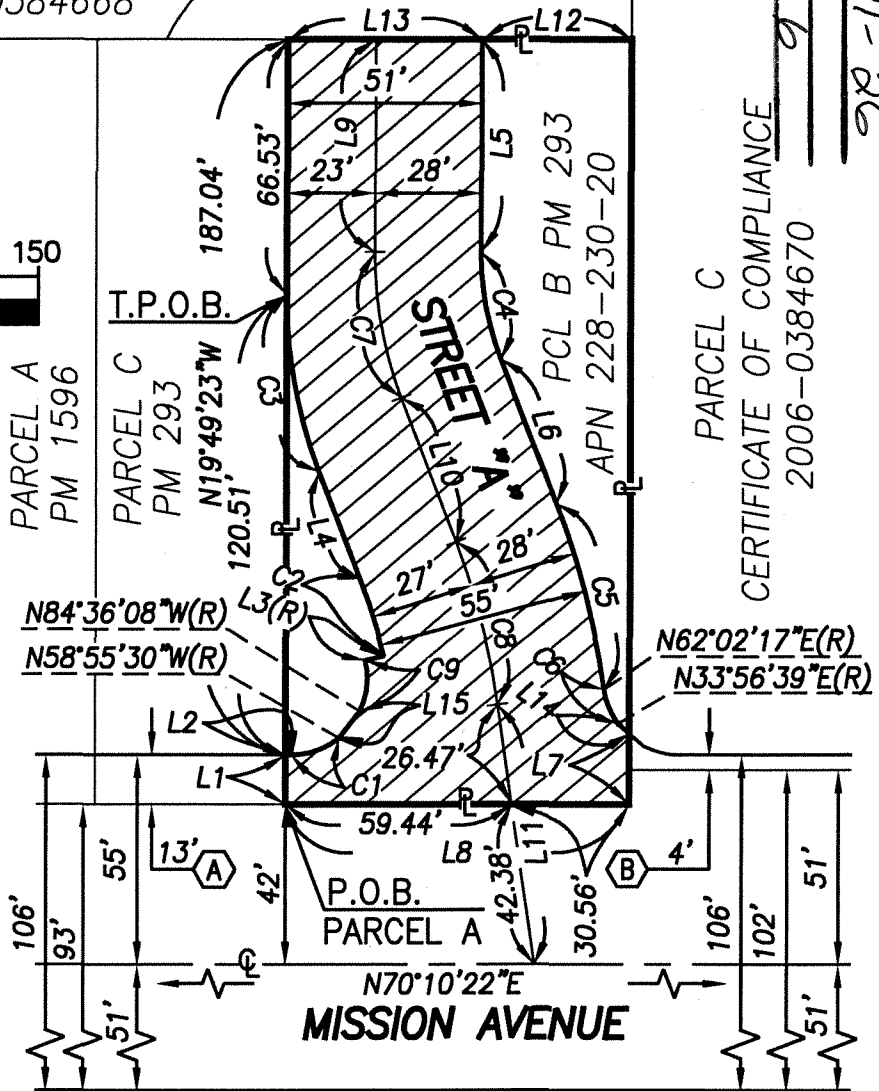 L13
L12
PL
51'
L9
L5
23'
28'
187.04'
66.53'
150
T.P.O.B.
C4
C7
STREET "A"
PCL B PM 293
APN 228-230-20
PARCEL C
CERTIFICATE OF COMPLIANCE
2006-0384670
PARCEL A
PM 1596
PARCEL C
PM 293
N19°49'23"W
120.51'
C3
L6
L10
PL
PL
L4
28'
27'
55'
C2
L3(R)
C5
C8
N84°36'08"W(R)
N58°55'30"W(R)
C9
L15
C6
N62°02'17"E(R)
N33°56'39"E(R)
L2
L1
C1
26.47'
L7
PL
59.44'
L8
L11
42.38'
30.56'
13'
A
B
4'
55'
42'
P.O.B.
PARCEL A
106'
93'
106'
102'
51'
CL
N70°10'22"E
51'
51'
MISSION AVENUE